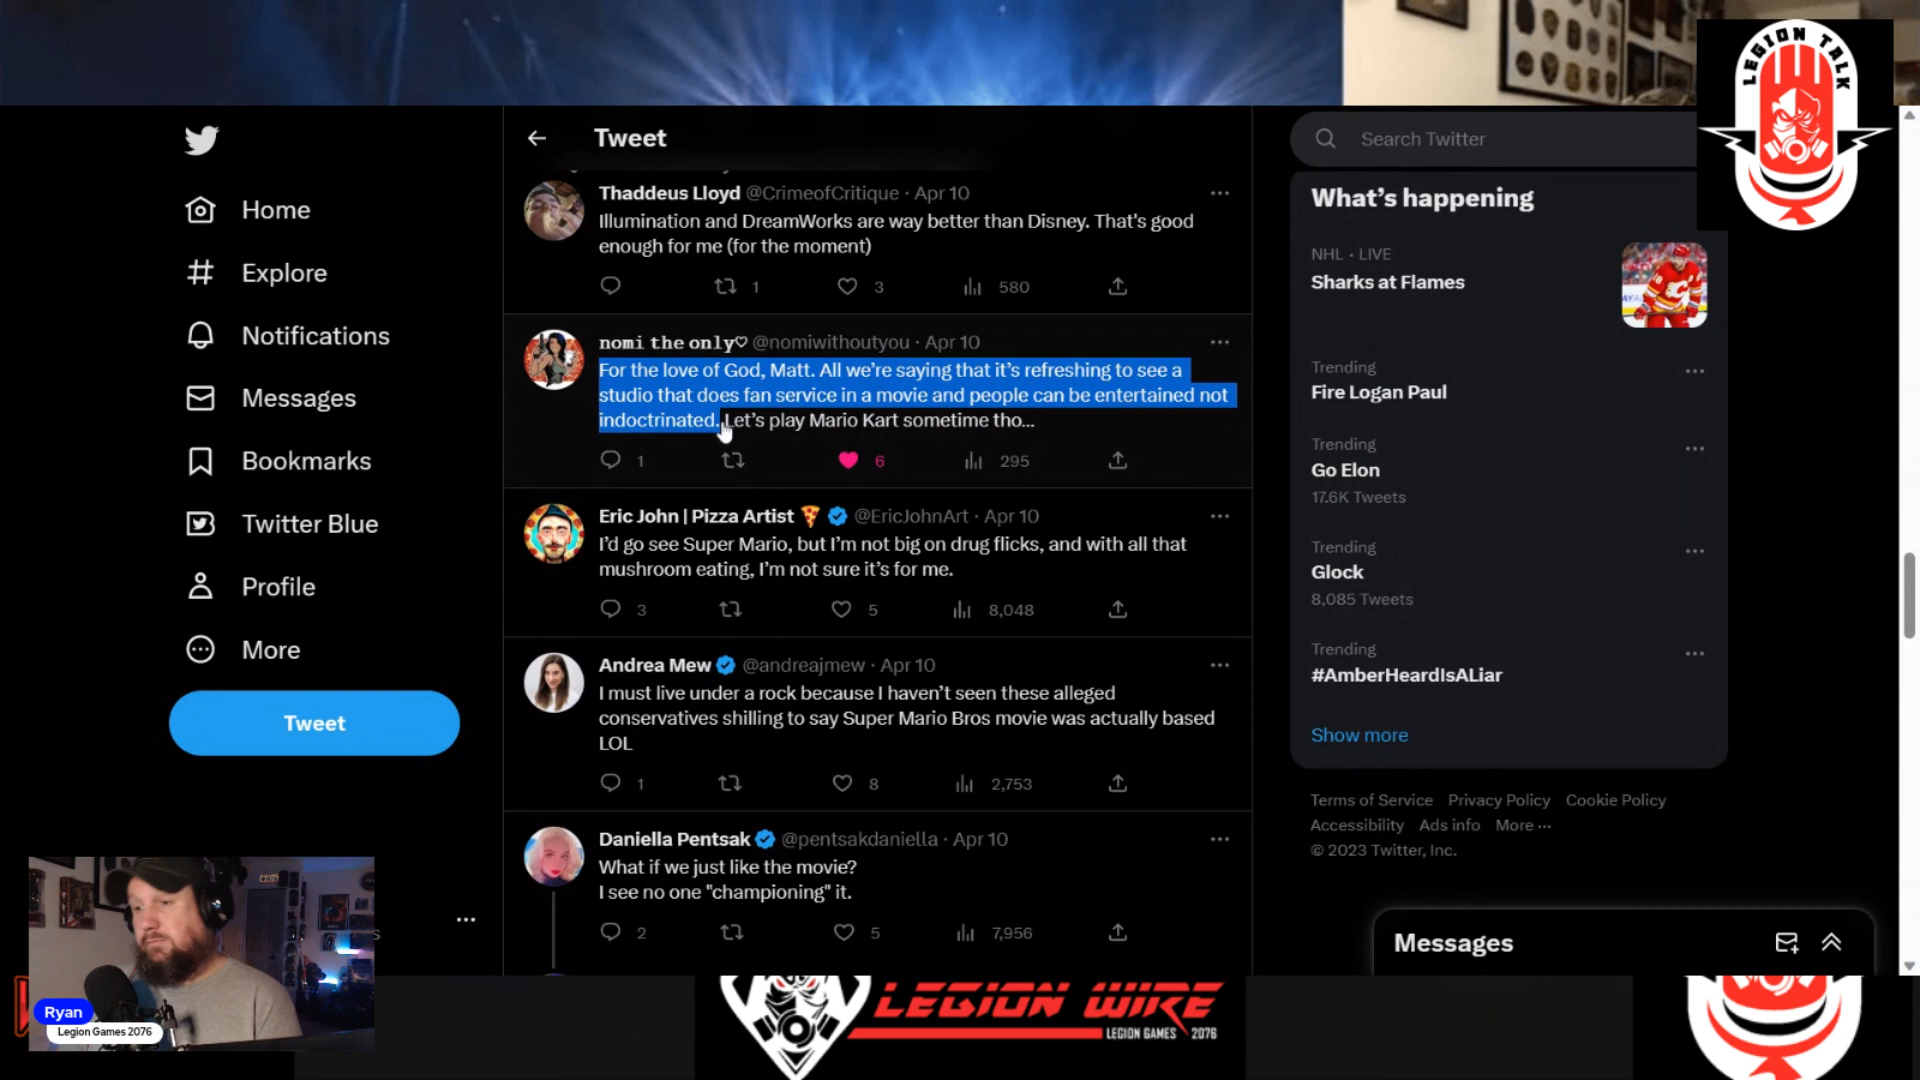 LEGION TALK
Tweet
Search Twitter
Home
Explore
Notifications
Messages
Bookmarks
Twitter Blue
Profile
More
Tweet
Thaddeus Lloyd @CrimeofCritique · Apr 10
Illumination and DreamWorks are way better than Disney. That's good
enough for me (for the moment)
1 3 580
nomi the only♡ @nomiwithoutyou · Apr 10
For the love of God, Matt. All we’re saying that it’s refreshing to see a
studio that does fan service in a movie and people can be entertained not
indoctrinated. Let’s play Mario Kart sometime tho...
1 6 295
Eric John | Pizza Artist 🍕 @EricJohnArt · Apr 10
I’d go see Super Mario, but I’m not big on drug flicks, and with all that
mushroom eating, I’m not sure it’s for me.
3 5 8,048
Andrea Mew @andreajmew · Apr 10
I must live under a rock because I haven’t seen these alleged
conservatives shilling to say Super Mario Bros movie was actually based
LOL
1 8 2,753
Daniella Pentsak @pentsakdaniella · Apr 10
What if we just like the movie?
I see no one "championing" it.
2 5 7,956
What’s happening
NHL · LIVE
Sharks at Flames
Trending
Fire Logan Paul
Trending
Go Elon
17.6K Tweets
Trending
Glock
8,085 Tweets
Trending
#AmberHeardIsALiar
Show more
Terms of Service Privacy Policy Cookie Policy
Accessibility Ads info More ···
© 2023 Twitter, Inc.
Messages
Ryan
Legion Games 2076
LEGION WIRE
LEGION GAMES 2076